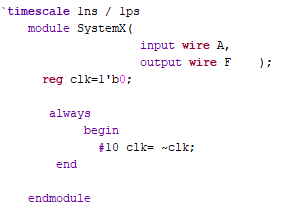 `timescale 1ns / 1ps
module SystemX(
input wire A,
output wire F    );
reg clk=1'b0;
always
begin
#10 clk= ~clk;
end
endmodule